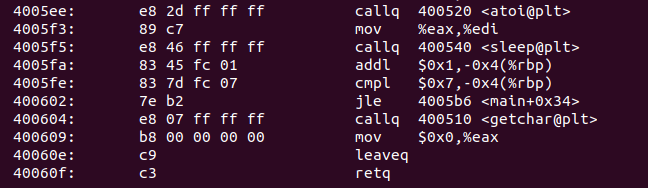 4005ee: e8 2d ff ff ff callq 400520 <atoi@plt>
4005f3: 89 c7 mov %eax,%edi
4005f5: e8 46 ff ff ff callq 400540 <sleep@plt>
4005fa: 83 45 fc 01 addl $0x1,-0x4(%rbp)
4005fe: 83 7d fc 07 cmpl $0x7,-0x4(%rbp)
400602: 7e b2 jle 4005b6 <main+0x34>
400604: e8 07 ff ff ff callq 400510 <getchar@plt>
400609: b8 00 00 00 00 mov $0x0,%eax
40060e: c9 leaveq
40060f: c3 retq